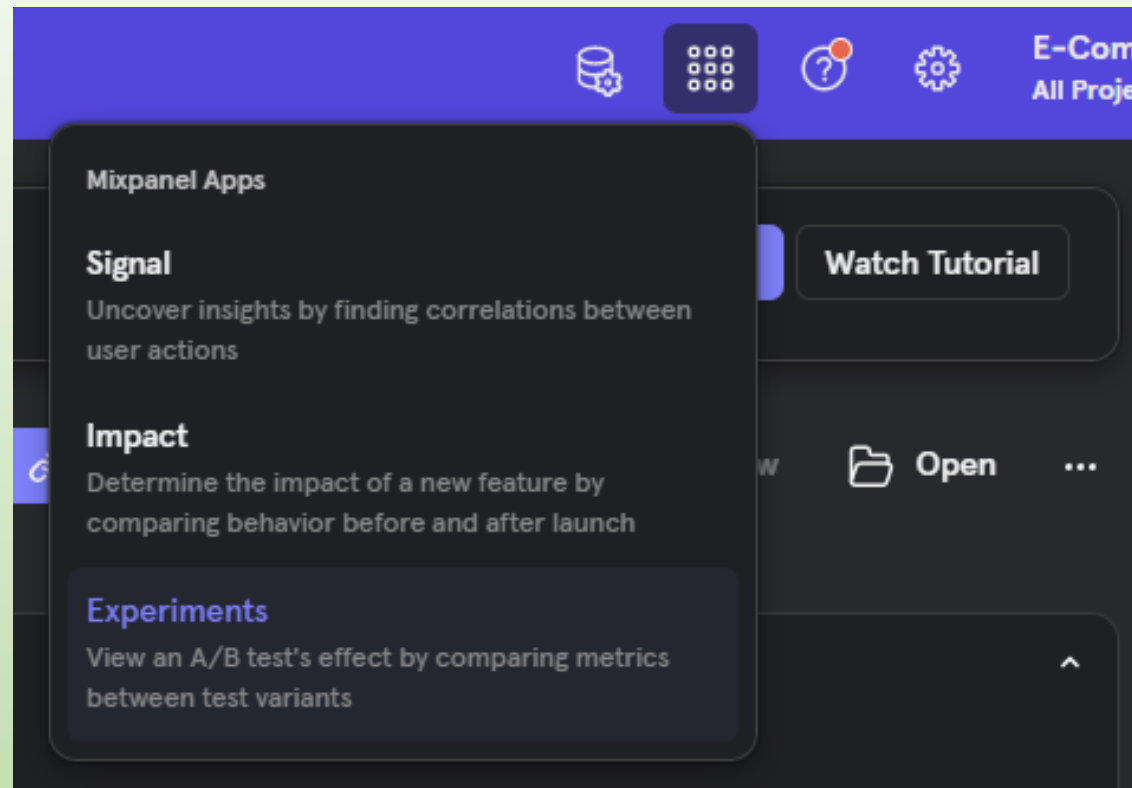 E-Com
All Proje
Mixpanel Apps
Signal
Uncover insights by finding correlations between
user actions
Watch Tutorial
Impact
Determine the impact of a new feature by
comparing behavior before and after launch
w
Open
Experiments
View an A/B test's effect by comparing metrics
between test variants